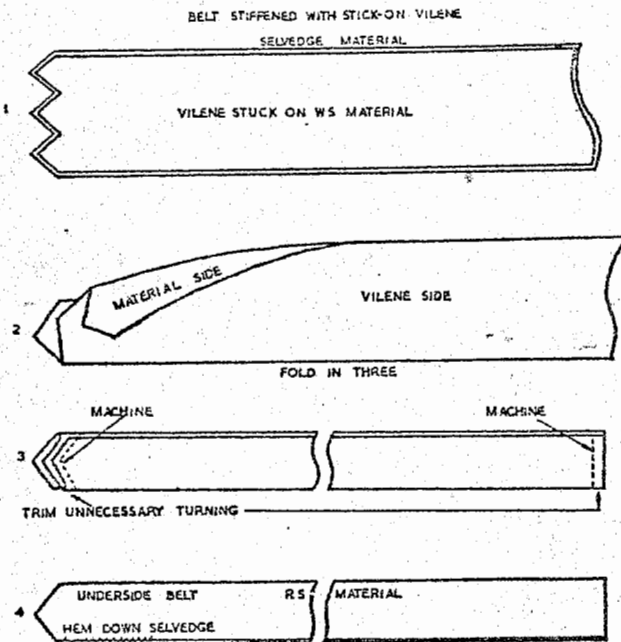 BELT STIFFENED WITH STICK-ON VILENE
SELVEDGE MATERIAL
1
VILENE STUCK ON WS MATERIAL
MATERIAL SIDE
VILENE SIDE
2
FOLD IN THREE
MACHINE
MACHINE
3
TRIM UNNECESSARY TURNING
UNDERSIDE BELT RS MATERIAL
4
HEM DOWN SELVEDGE